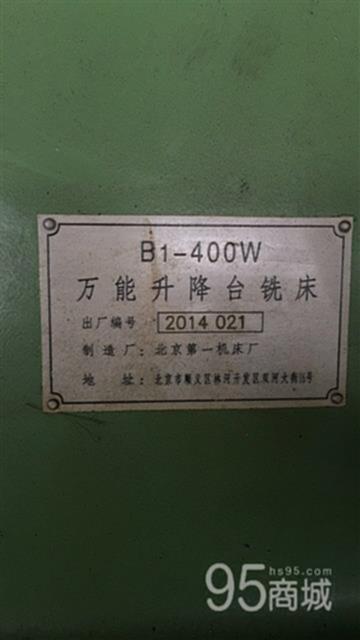 B1-400W
万能升降台铣床
出厂编号 2014 021
制造厂：北京第一机床厂
地 址：北京市顺义区林河开发区双河大街16号
95商城
hs95.com